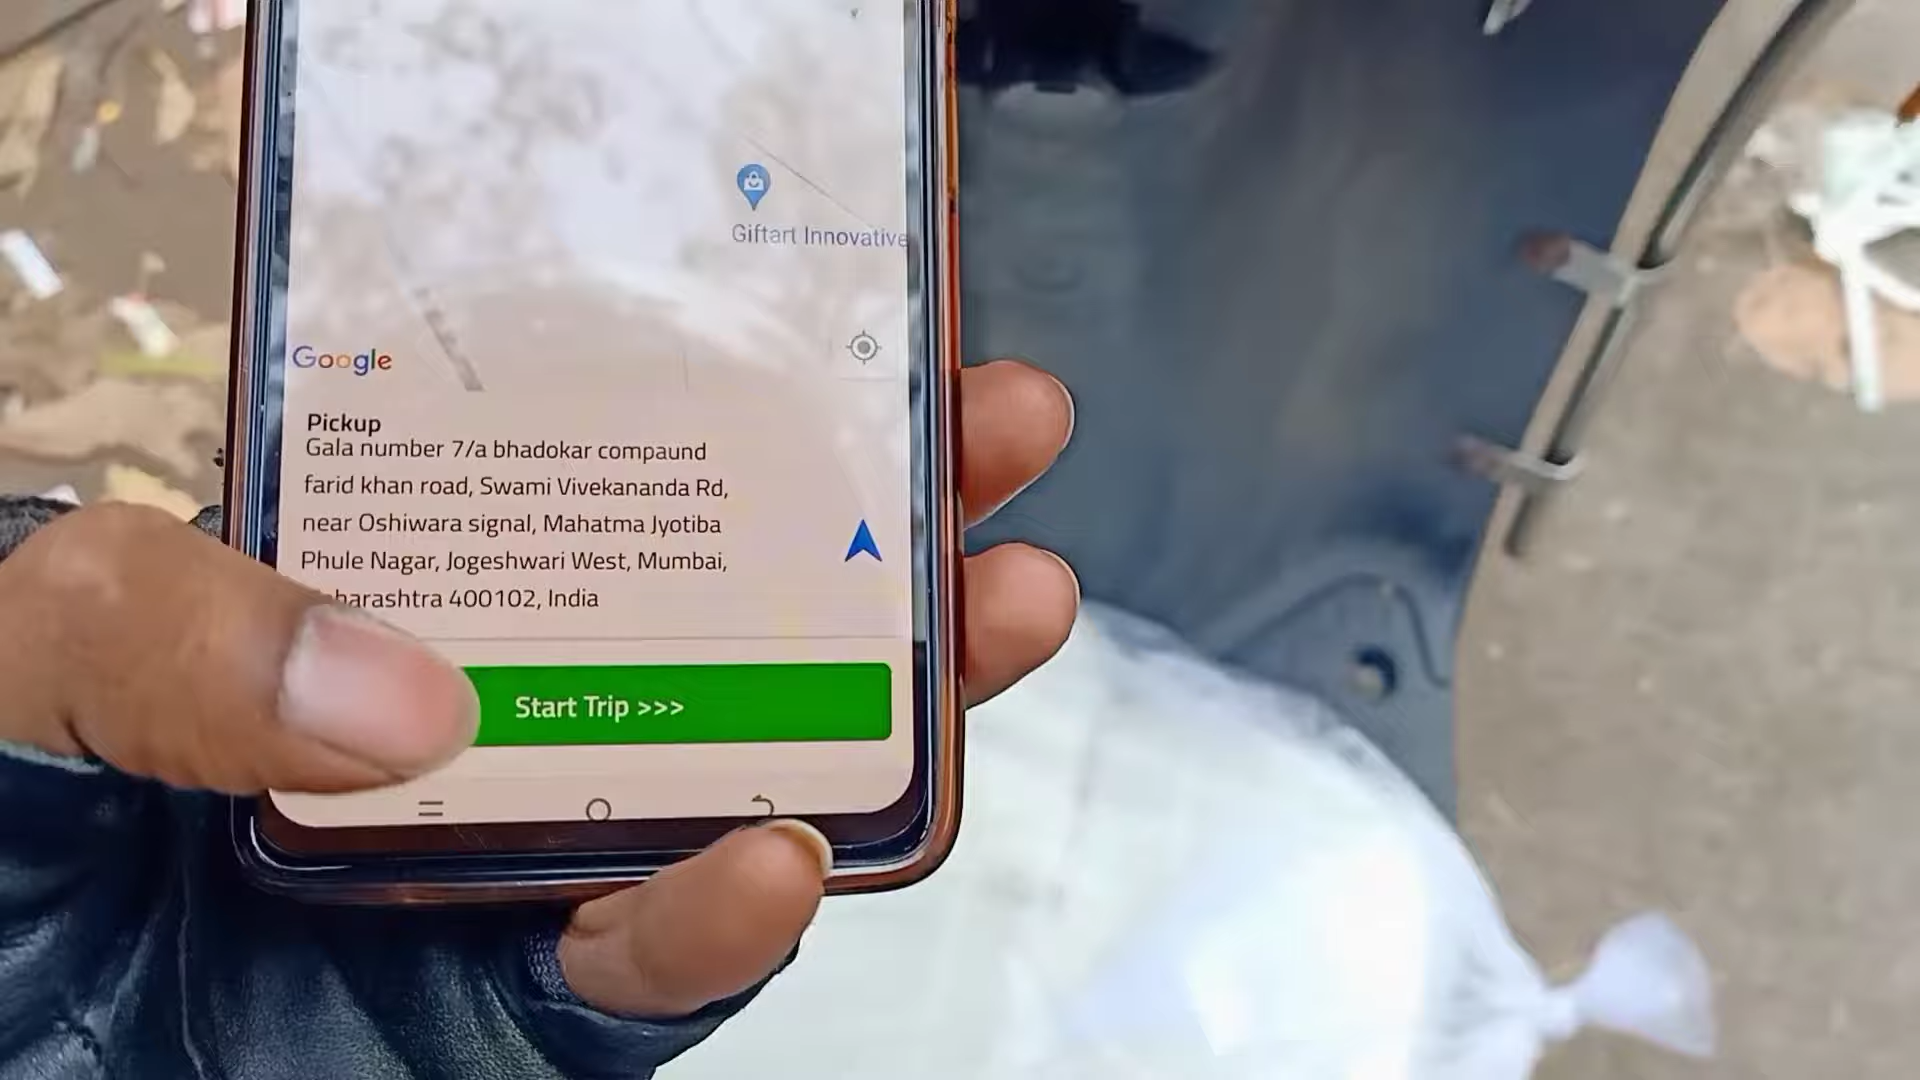 Giftart Innovative
Google
Pickup
Gala number 7/a bhadokar compaund
farid khan road, Swami Vivekananda Rd,
near Oshiwara signal, Mahatma Jyotiba
Phule Nagar, Jogeshwari West, Mumbai,
harashtra 400102, India
Start Trip >>>